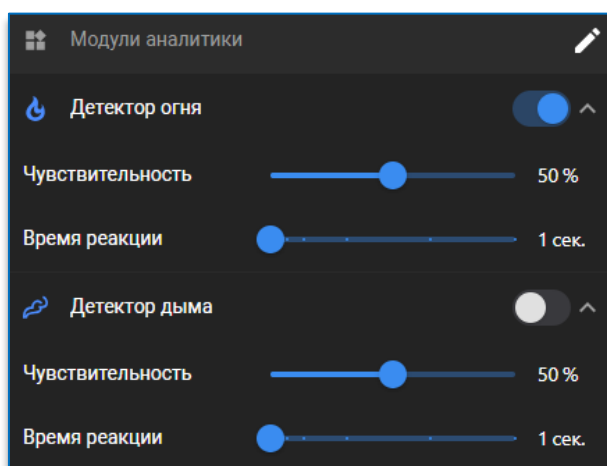 Модули аналитики
Детектор огня
Чувствительность 50 %
Время реакции 1 сек.
Детектор дыма
Чувствительность 50 %
Время реакции 1 сек.